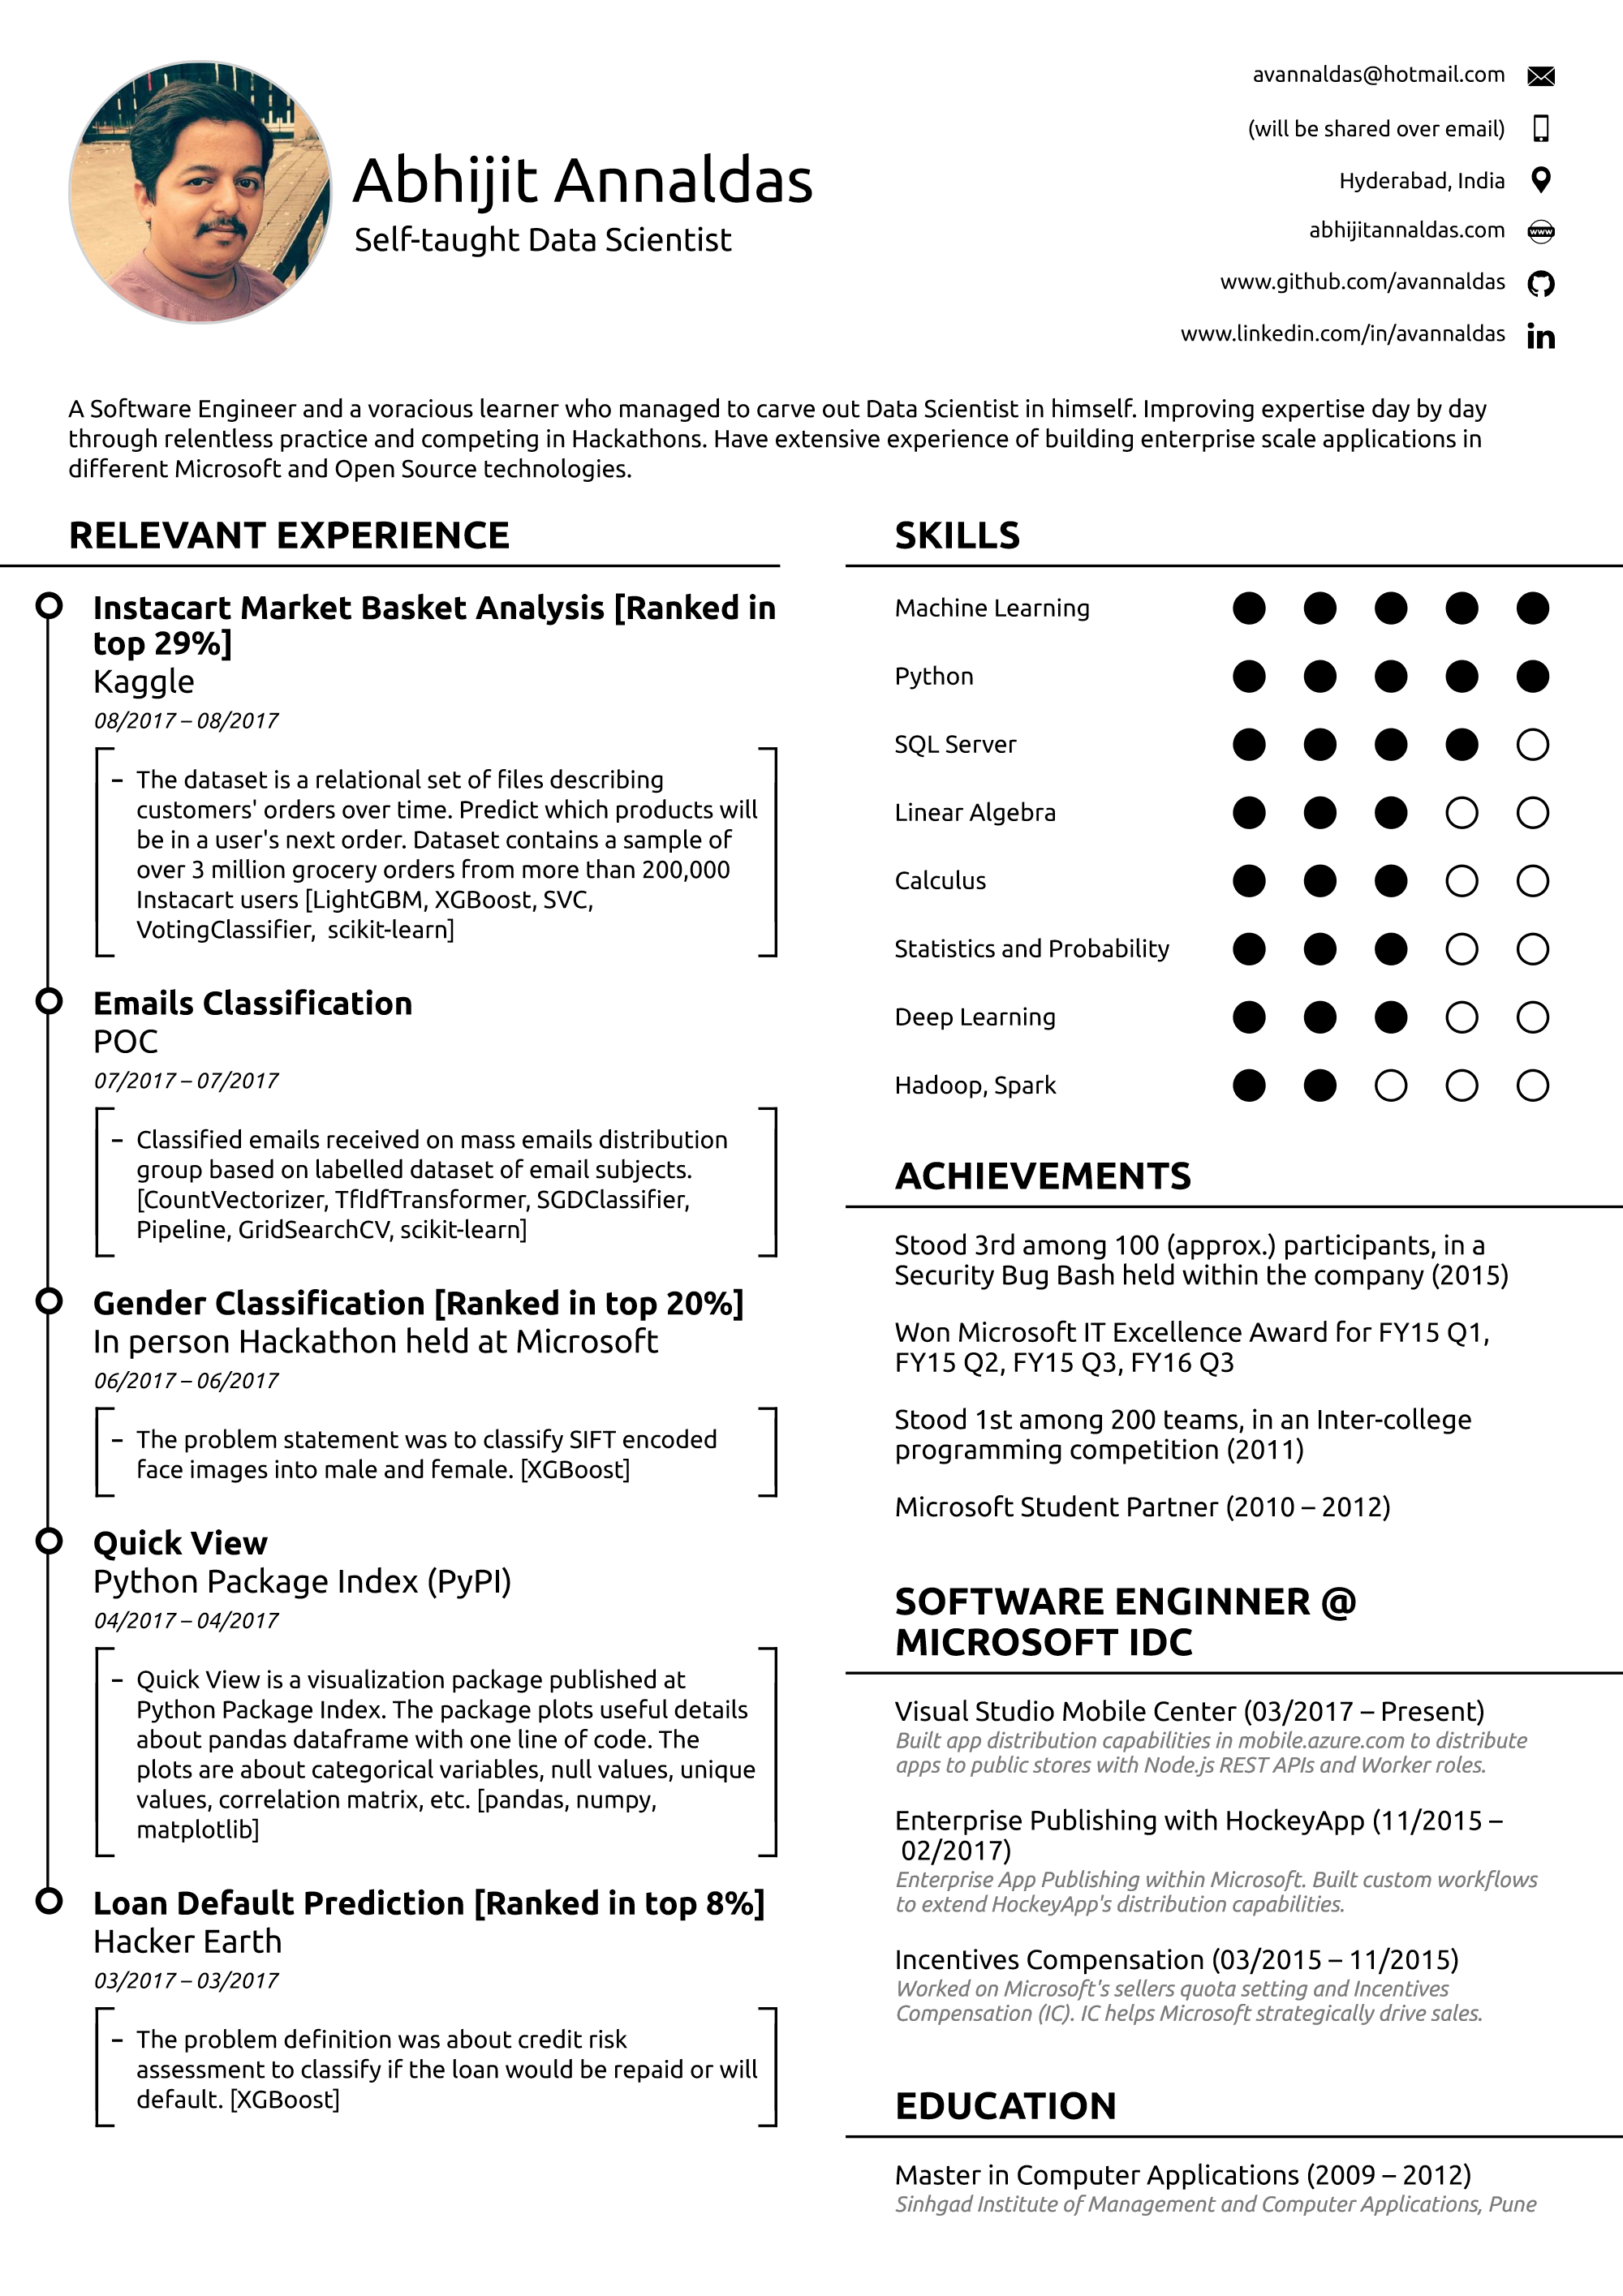 Abhijit Annaldas
Self-taught Data Scientist
avannaldas@hotmail.com
(will be shared over email)
Hyderabad, India
abhijitannaldas.com
www
www.github.com/avannaldas
www.linkedin.com/in/avannaldas
in
A Software Engineer and a voracious learner who managed to carve out Data Scientist in himself. Improving expertise day by day
through relentless practice and competing in Hackathons. Have extensive experience of building enterprise scale applications in
different Microsoft and Open Source technologies.
RELEVANT EXPERIENCE
Instacart Market Basket Analysis [Ranked in
top 29%]
Kaggle
08/2017 – 08/2017
– The dataset is a relational set of files describing
customers' orders over time. Predict which products will
be in a user's next order. Dataset contains a sample of
over 3 million grocery orders from more than 200,000
Instacart users [LightGBM, XGBoost, SVC,
VotingClassifier, scikit-learn]
Emails Classification
POC
07/2017 – 07/2017
– Classified emails received on mass emails distribution
group based on labelled dataset of email subjects.
[CountVectorizer, TfIdfTransformer, SGDClassifier,
Pipeline, GridSearchCV, scikit-learn]
Gender Classification [Ranked in top 20%]
In person Hackathon held at Microsoft
06/2017 – 06/2017
– The problem statement was to classify SIFT encoded
face images into male and female. [XGBoost]
Quick View
Python Package Index (PyPI)
04/2017 – 04/2017
– Quick View is a visualization package published at
Python Package Index. The package plots useful details
about pandas dataframe with one line of code. The
plots are about categorical variables, null values, unique
values, correlation matrix, etc. [pandas, numpy,
matplotlib]
Loan Default Prediction [Ranked in top 8%]
Hacker Earth
03/2017 – 03/2017
– The problem definition was about credit risk
assessment to classify if the loan would be repaid or will
default. [XGBoost]
SKILLS
Machine Learning
Python
SQL Server
Linear Algebra
Calculus
Statistics and Probability
Deep Learning
Hadoop, Spark
ACHIEVEMENTS
Stood 3rd among 100 (approx.) participants, in a
Security Bug Bash held within the company (2015)
Won Microsoft IT Excellence Award for FY15 Q1,
FY15 Q2, FY15 Q3, FY16 Q3
Stood 1st among 200 teams, in an Inter-college
programming competition (2011)
Microsoft Student Partner (2010 – 2012)
SOFTWARE ENGINNER @
MICROSOFT IDC
Visual Studio Mobile Center (03/2017 – Present)
Built app distribution capabilities in mobile.azure.com to distribute
apps to public stores with Node.js REST APIs and Worker roles.
Enterprise Publishing with HockeyApp (11/2015 –
02/2017)
Enterprise App Publishing within Microsoft. Built custom workflows
to extend HockeyApp's distribution capabilities.
Incentives Compensation (03/2015 – 11/2015)
Worked on Microsoft's sellers quota setting and Incentives
Compensation (IC). IC helps Microsoft strategically drive sales.
EDUCATION
Master in Computer Applications (2009 – 2012)
Sinhgad Institute of Management and Computer Applications, Pune